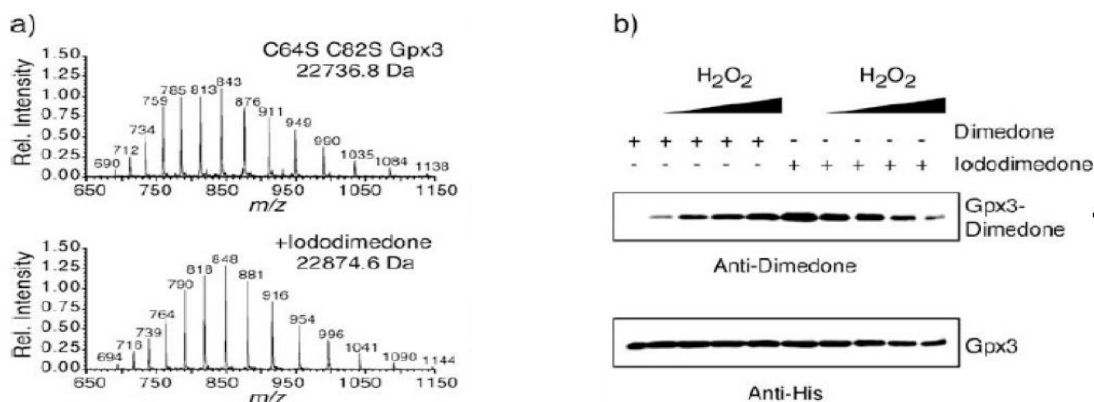 a)
C64S C82S Gpx3
22736.8 Da
Rel. Intensity
1.50
1.25
1.00
0.75
0.50
0.25
0.00
690 712 734 759 785 813 843 876 911 949 990 1035 1084 1138
650 750 850 950 1050 1150
m/z
+Iododimedone
22874.6 Da
Rel. Intensity
1.50
1.25
1.00
0.75
0.50
0.25
0.00
694 716 739 764 790 818 848 881 916 954 996 1041 1090 1144
650 750 850 950 1050 1150
m/z
b)
H2O2 H2O2
+ + + + + - - - - - Dimedone
- - - - - + + + + + Iododimedone
Gpx3-
Dimedone
Anti-Dimedone
Gpx3
Anti-His